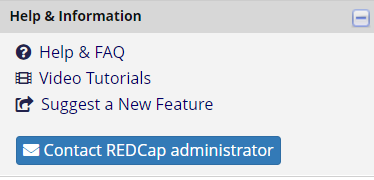 Help & Information
Help & FAQ
Video Tutorials
Suggest a New Feature
Contact REDCap administrator